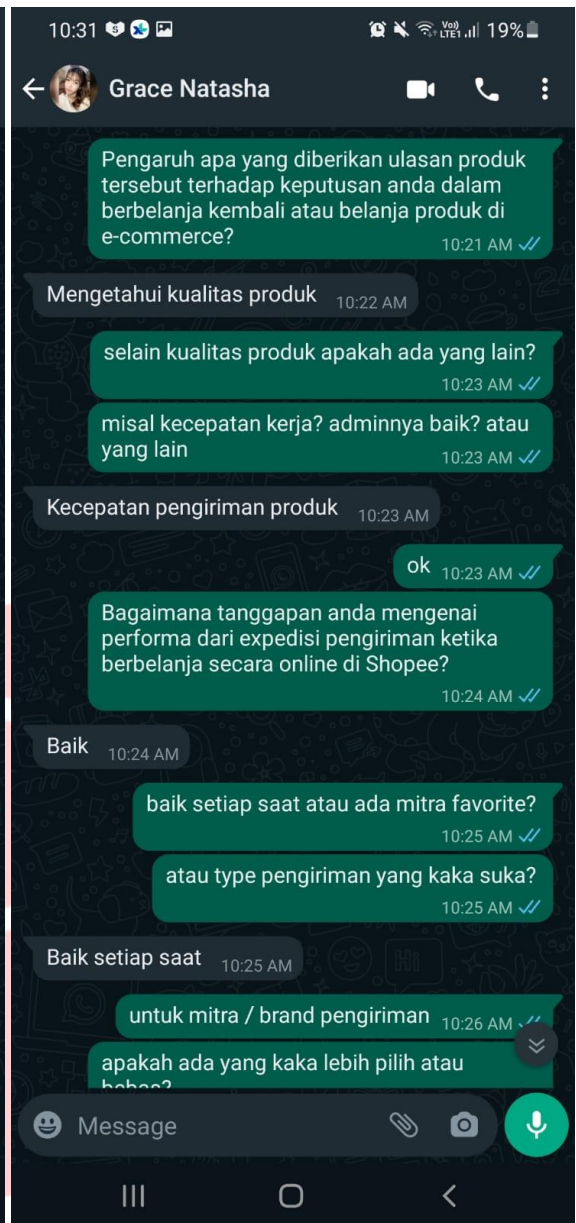 10:31 19%
Grace Natasha
Pengaruh apa yang diberikan ulasan produk
tersebut terhadap keputusan anda dalam
berbelanja kembali atau belanja produk di
e-commerce?
10:21 AM
Mengetahui kualitas produk 10:22 AM
selain kualitas produk apakah ada yang lain?
10:23 AM
misal kecepatan kerja? adminnya baik? atau
yang lain 10:23 AM
Kecepatan pengiriman produk 10:23 AM
ok 10:23 AM
Bagaimana tanggapan anda mengenai
performa dari expedisi pengiriman ketika
berbelanja secara online di Shopee?
10:24 AM
Baik 10:24 AM
baik setiap saat atau ada mitra favorite?
10:25 AM
atau type pengiriman yang kaka suka?
10:25 AM
Baik setiap saat 10:25 AM
untuk mitra / brand pengiriman 10:26 AM
apakah ada yang kaka lebih pilih atau
Message